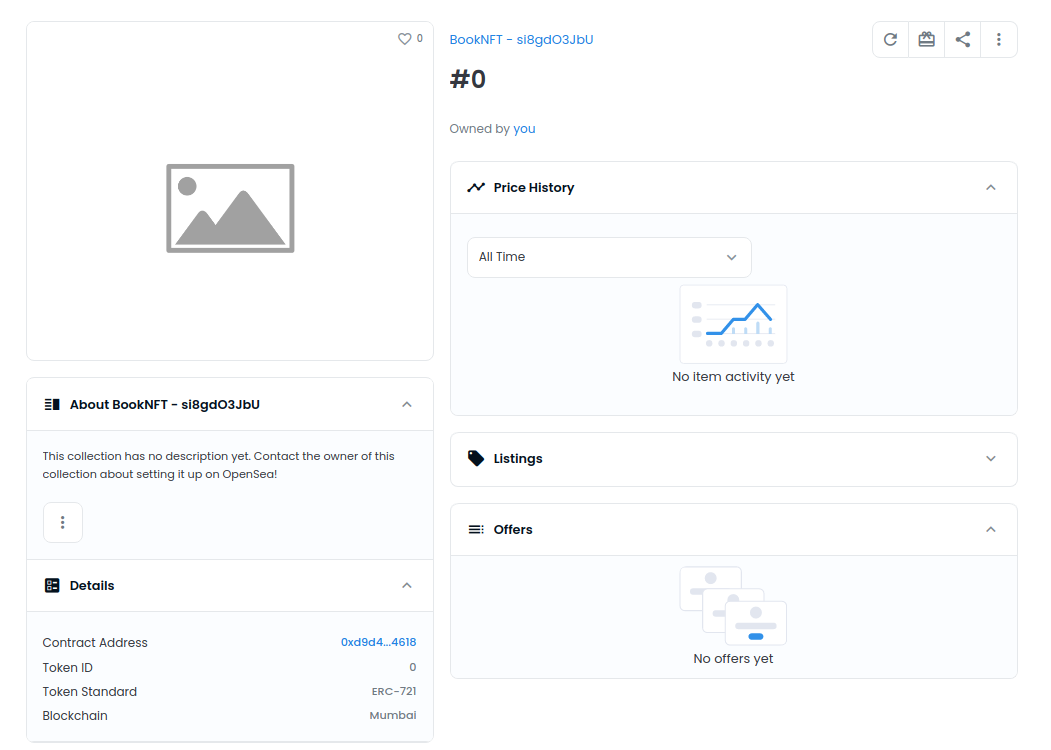 0
BookNFT - si8gdO3JbU
#0
Owned by you
Price History
All Time
No item activity yet
Listings
Offers
No offers yet
About BookNFT - si8gdO3JbU
This collection has no description yet. Contact the owner of this
collection about setting it up on OpenSea!
Details
Contract Address 0xd9d4...4618
Token ID 0
Token Standard ERC-721
Blockchain Mumbai